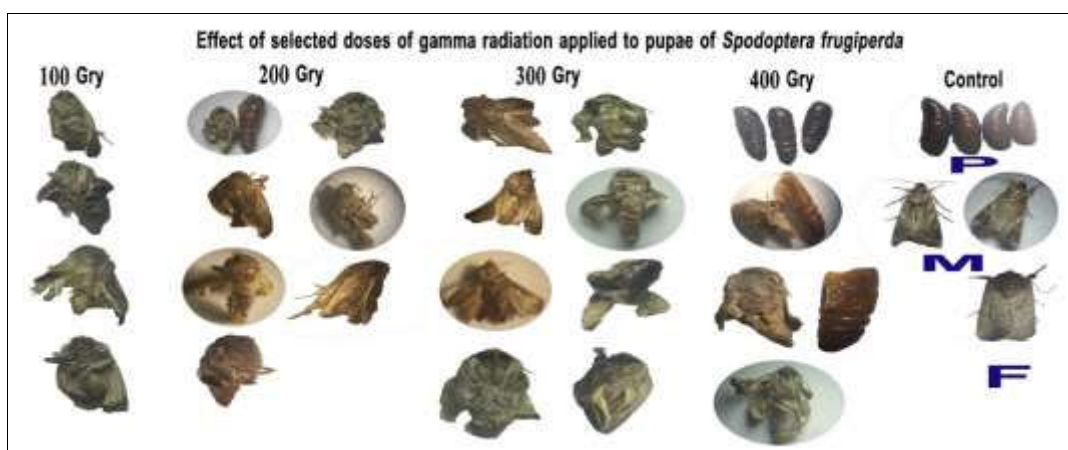 Effect of selected doses of gamma radiation applied to pupae of Spodoptera frugiperda
100 Gry
200 Gry
300 Gry
400 Gry
Control
P
M
F